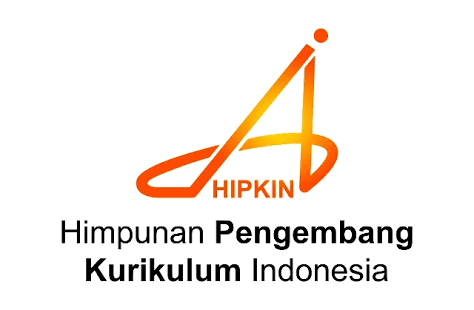 HIPKIN
Himpunan Pengembang
Kurikulum Indonesia